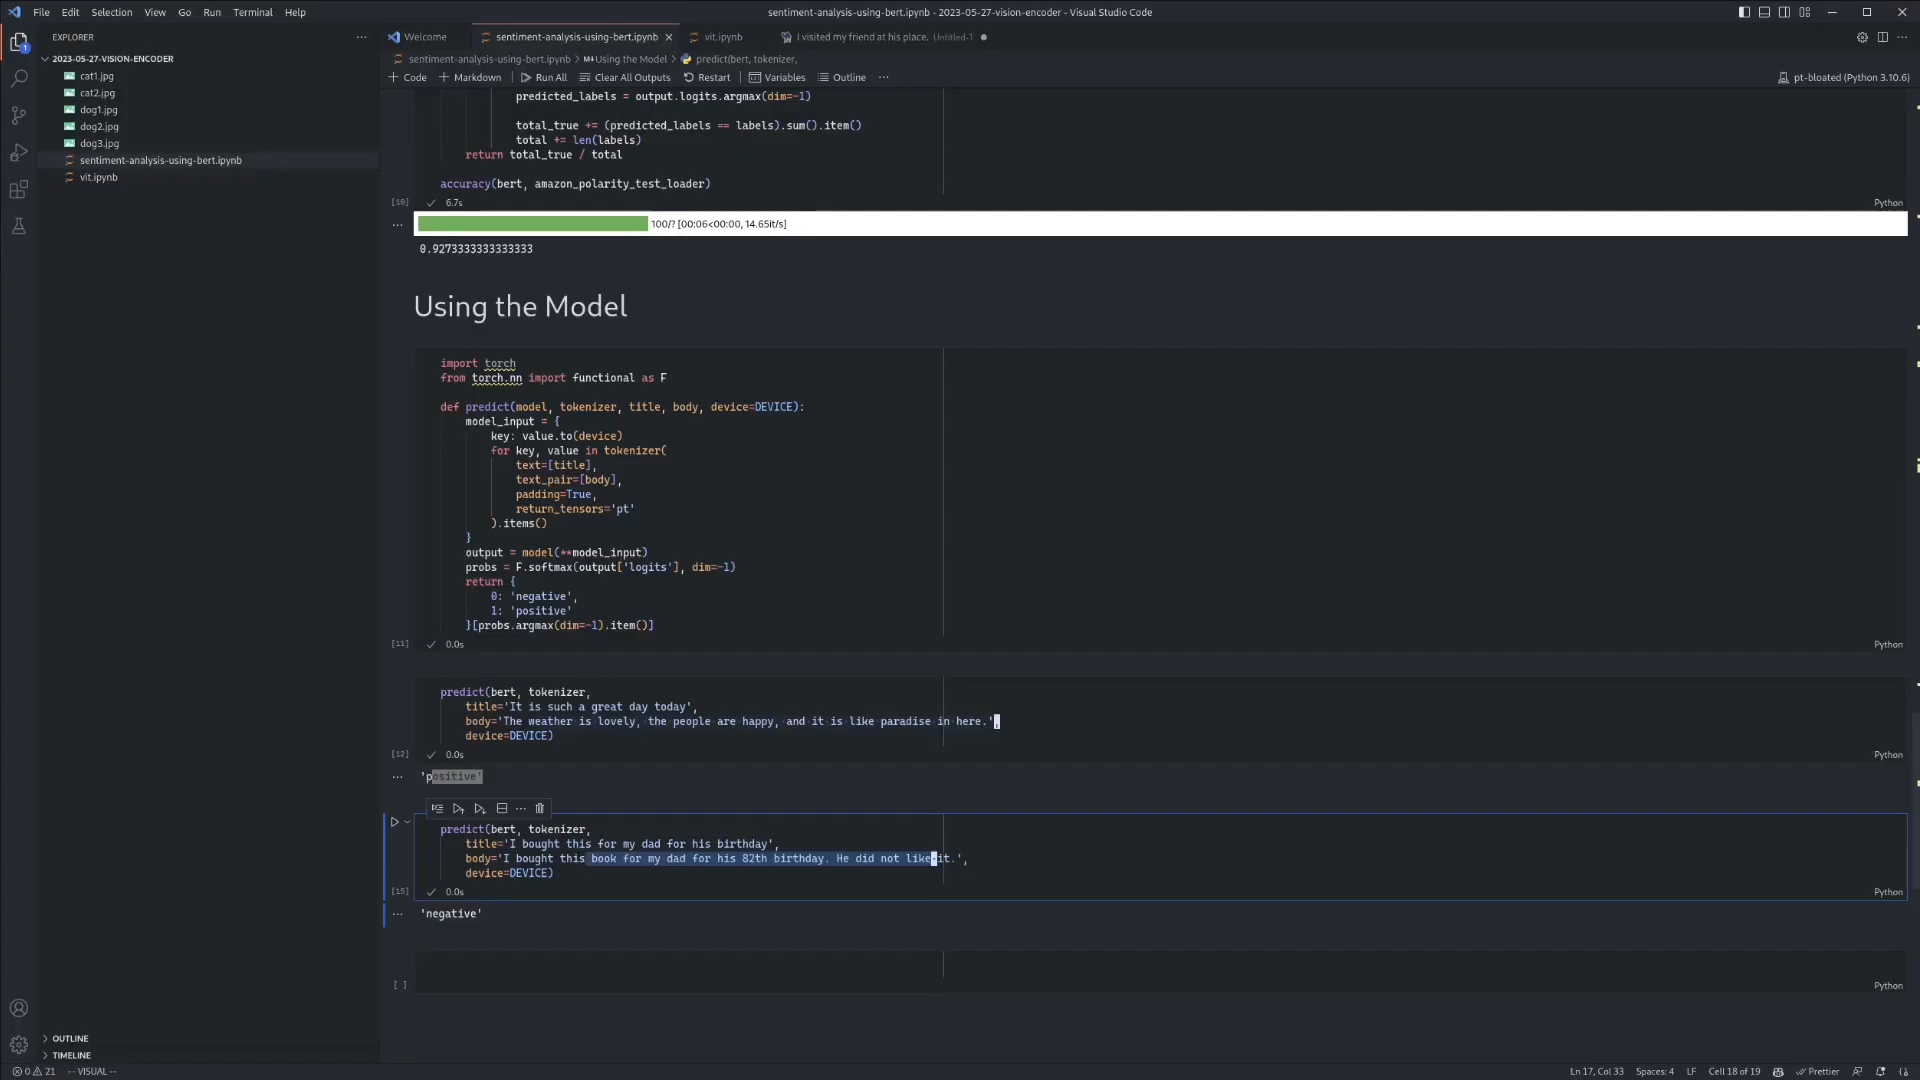 File Edit Selection View Go Run Terminal Help
sentiment-analysis-using-bert.ipynb - 2023-05-27-vision-encoder - Visual Studio Code
EXPLORER
2023-05-27-VISION-ENCODER
cat1.jpg
cat2.jpg
dog1.jpg
dog2.jpg
dog3.jpg
sentiment-analysis-using-bert.ipynb
vit.ipynb
OUTLINE
TIMELINE
Welcome
sentiment-analysis-using-bert.ipynb
vit.ipynb
I visited my friend at his place. Untitled-1
sentiment-analysis-using-bert.ipynb > Using the Model > predict(bert, tokenizer,
+ Code + Markdown Run All Clear All Outputs Restart Variables Outline ...
pt-bloated (Python 3.10.6)
predicted_labels = output.logits.argmax(dim=-1)
total_true += (predicted_labels == labels).sum().item()
total += len(labels)
return total_true / total
accuracy(bert, amazon_polarity_test_loader)
[10] 6.7s Python
100/? [00:06<00:00, 14.65it/s]
0.9273333333333333
Using the Model
import torch
from torch.nn import functional as F
def predict(model, tokenizer, title, body, device=DEVICE):
model_input = {
key: value.to(device)
for key, value in tokenizer(
text=[title],
text_pair=[body],
padding=True,
return_tensors='pt'
).items()
}
output = model(**model_input)
probs = F.softmax(output['logits'], dim=-1)
return {
0: 'negative',
1: 'positive'
}[probs.argmax(dim=-1).item()]
[11] 0.0s Python
predict(bert, tokenizer,
title='It is such a great day today',
body='The weather is lovely, the people are happy, and it is like paradise in here.',
device=DEVICE)
[12] 0.0s Python
'positive'
predict(bert, tokenizer,
title='I bought this for my dad for his birthday',
body='I bought this book for my dad for his 82th birthday. He did not like it.',
device=DEVICE)
[15] 0.0s Python
'negative'
[ ] Python
0 21 -- VISUAL --
Ln 17, Col 33 Spaces: 4 LF Cell 18 of 19 Prettier